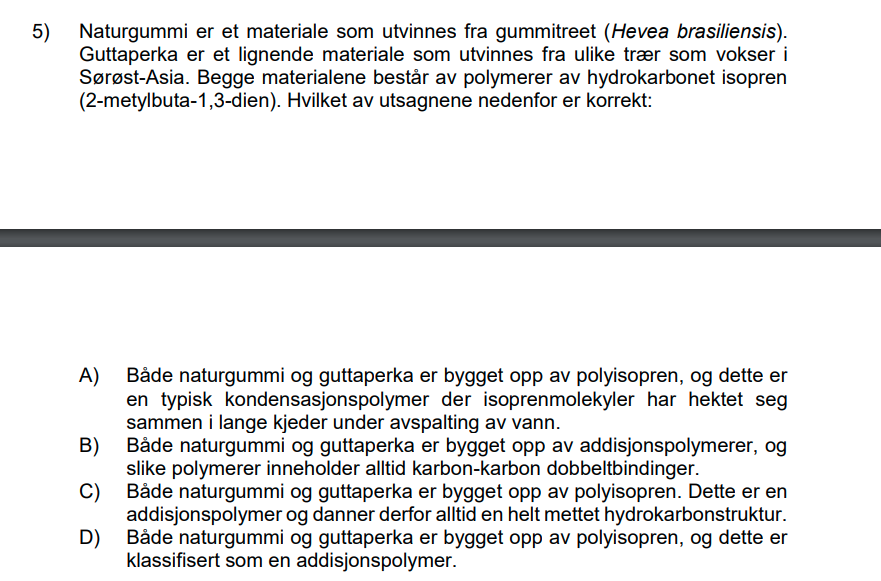 5) Naturgummi er et materiale som utvinnes fra gummitreet (Hevea brasiliensis).
Guttaperka er et lignende materiale som utvinnes fra ulike trær som vokser i
Sørøst-Asia. Begge materialene består av polymerer av hydrokarbonet isopren
(2-metylbuta-1,3-dien). Hvilket av utsagnene nedenfor er korrekt:
A) Både naturgummi og guttaperka er bygget opp av polyisopren, og dette er
en typisk kondensasjonspolymer der isoprenmolekyler har hektet seg
sammen i lange kjeder under avspalting av vann.
B) Både naturgummi og guttaperka er bygget opp av addisjonspolymerer, og
slike polymerer inneholder alltid karbon-karbon dobbeltbindinger.
C) Både naturgummi og guttaperka er bygget opp av polyisopren. Dette er en
addisjonspolymer og danner derfor alltid en helt mettet hydrokarbonstruktur.
D) Både naturgummi og guttaperka er bygget opp av polyisopren, og dette er
klassifisert som en addisjonspolymer.